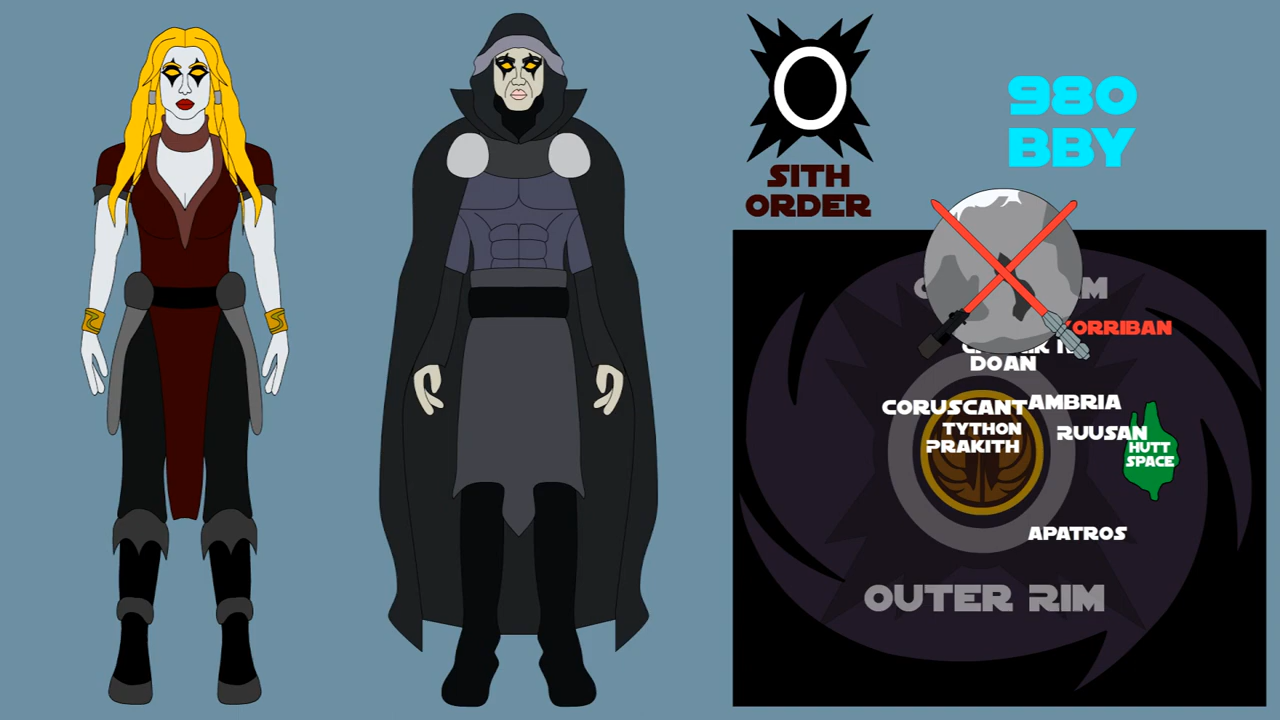 SITH
ORDER
980
BBY
KORRIBAN
DOAN
CORUSCANT
AMBRIA
TYTHON
RUUSAN
PRAKITH
HUTT
SPACE
APATROS
OUTER RIM